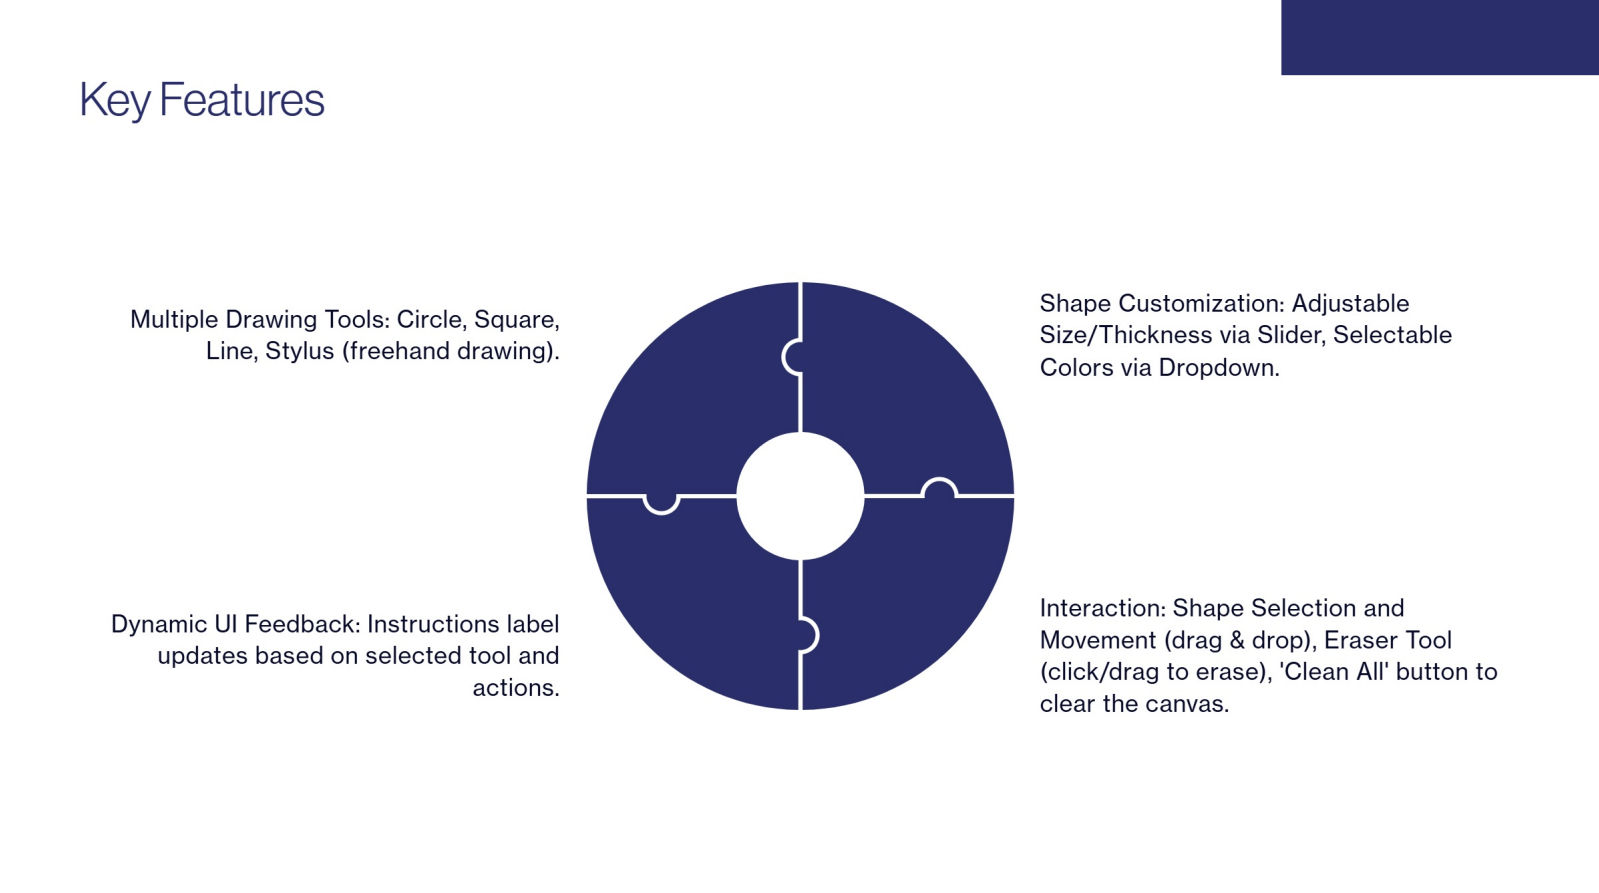 Key Features
Multiple Drawing Tools: Circle, Square,
Line, Stylus (freehand drawing).
Shape Customization: Adjustable
Size/Thickness via Slider, Selectable
Colors via Dropdown.
Dynamic UI Feedback: Instructions label
updates based on selected tool and
actions.
Interaction: Shape Selection and
Movement (drag & drop), Eraser Tool
(click/drag to erase), 'Clean All' button to
clear the canvas.